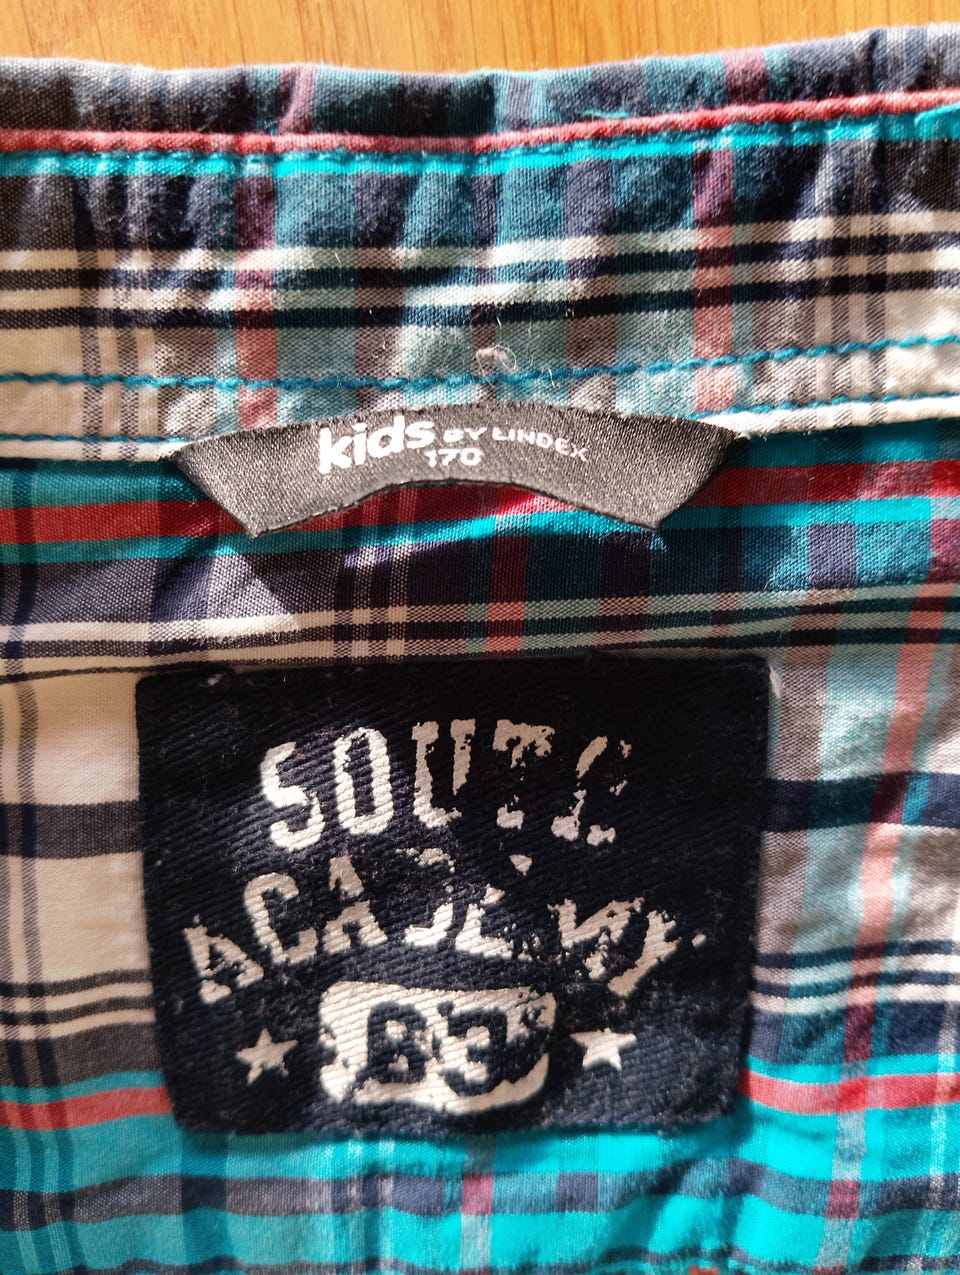 kids BY LINDEX
170
SOUTH
ACADEMY
83